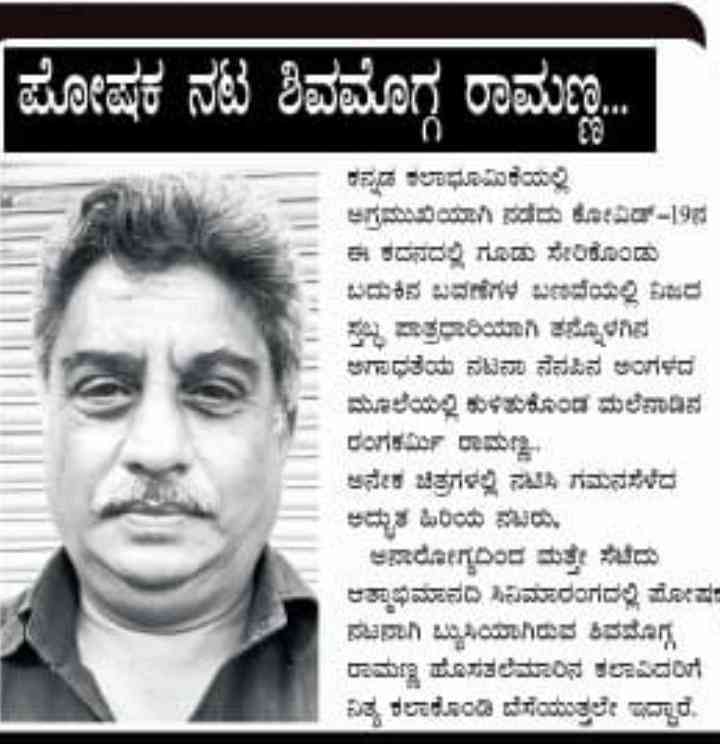 ಪೋಷಕ ನಟ ಶಿವಮೊಗ್ಗ ರಾಮಣ್ಣ...
ಕನ್ನಡ ಕಲಾಭೂಮಿಕೆಯಲ್ಲಿ
ಅಗ್ರಮುಖಿಯಾಗಿ ನಡೆದು ಕೋವಿಡ್-19ನ
ಈ ಕದನದಲ್ಲಿ ಗೂಡು ಸೇರಿಕೊಂಡು
ಬದುಕಿನ ಬವಣೆಗಳ ಬಣವೆಯಲ್ಲಿ ನಿಜದ
ಸ್ತಬ್ಧ ಪಾತ್ರಧಾರಿಯಾಗಿ ತನ್ನೊಳಗಿನ
ಅಗಾಧತೆಯ ನಟನಾ ನೆನಪಿನ ಅಂಗಳದ
ಮೂಲೆಯಲ್ಲಿ ಕುಳಿತುಕೊಂಡ ಮಲೆನಾಡಿನ
ರಂಗಕರ್ಮಿ ರಾಮಣ್ಣ..
ಅನೇಕ ಚಿತ್ರಗಳಲ್ಲಿ ನಟಿಸಿ ಗಮನಸೆಳೆದ
ಅದ್ಭುತ ಹಿರಿಯ ನಟರು.
ಅನಾರೋಗ್ಯದಿಂದ ಮತ್ತೇ ಸೆಟೆದು
ಆತ್ಮಾಭಿಮಾನದಿ ಸಿನಿಮಾರಂಗದಲ್ಲಿ ಪೋಷಕ
ನಟನಾಗಿ ಬ್ಯುಸಿಯಾಗಿರುವ ಶಿವಮೊಗ್ಗ
ರಾಮಣ್ಣ ಹೊಸತಲೆಮಾರಿನ ಕಲಾವಿದರಿಗೆ
ನಿತ್ಯ ಕಲಾಕೊಂಡಿ ಬೆಸೆಯುತ್ತಲೇ ಇದ್ದಾರೆ.